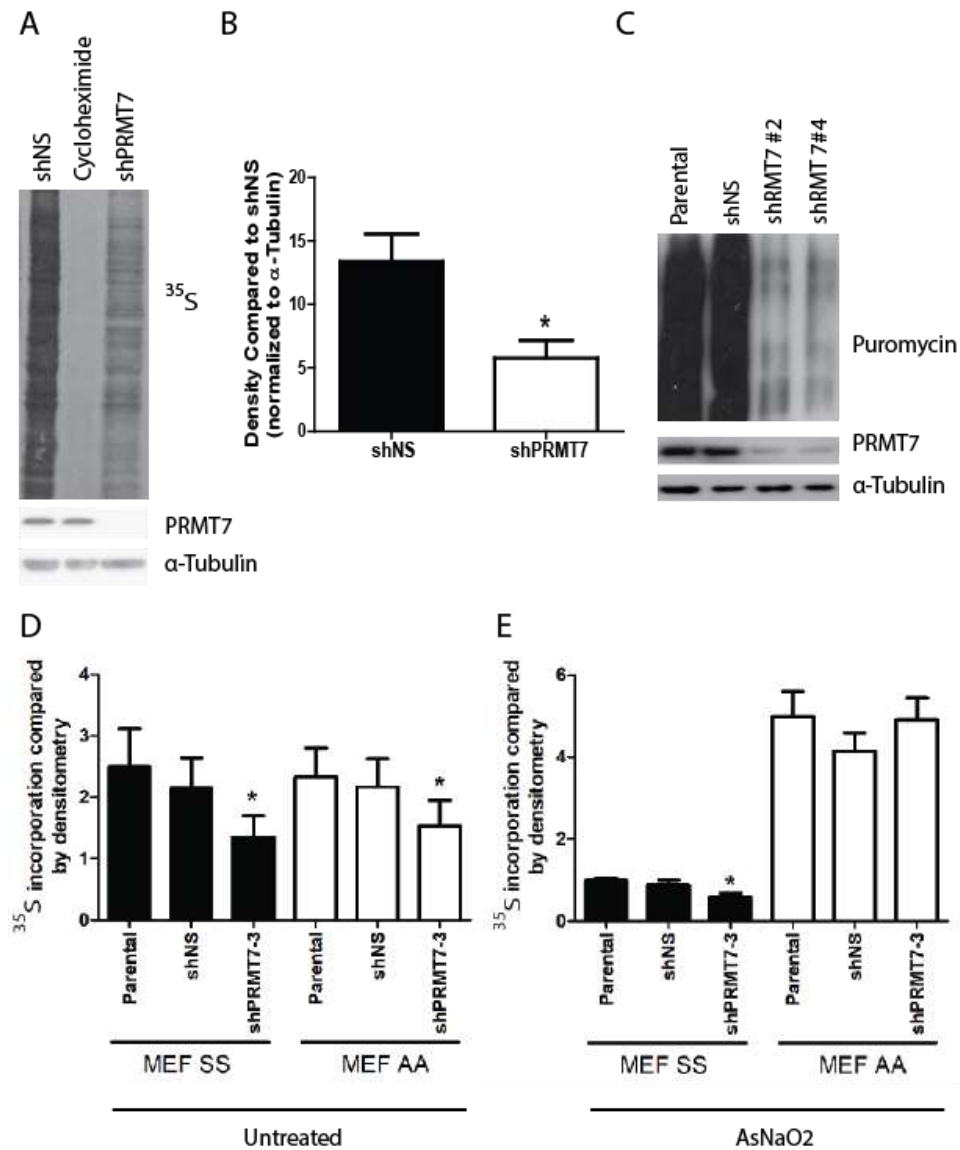 A
shNS
Cycloheximide
shPRMT7
35S
PRMT7
α-Tubulin
B
Density Compared to shNS
(normalized to α-Tubulin)
20
15
10
5
0
*
shNS
shPRMT7
C
Parental
shNS
shRMT7 #2
shRMT 7#4
Puromycin
PRMT7
α-Tubulin
D
35S incorporation compared
by densitometry
4
3
2
1
0
*
*
Parental
shNS
shPRMT7-3
Parental
shNS
shPRMT7-3
MEF SS
MEF AA
Untreated
E
35S incorporation compared
by densitometry
6
4
2
0
*
Parental
shNS
shPRMT7-3
Parental
shNS
shPRMT7-3
MEF SS
MEF AA
AsNaO2